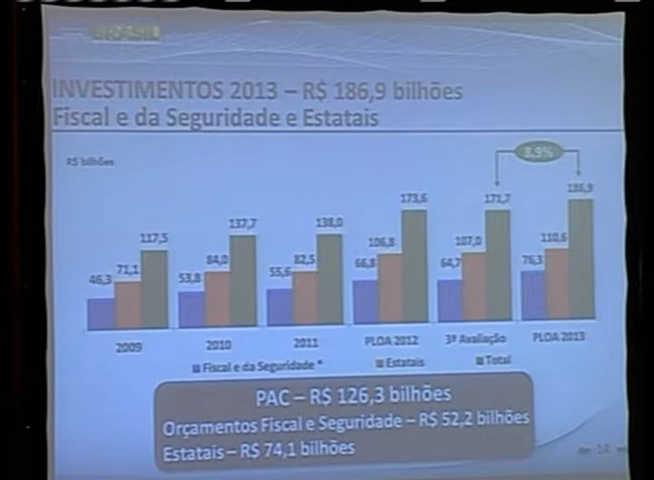 BRASIL
INVESTIMENTOS 2013 – R$ 186,9 bilhões
Fiscal e da Seguridade e Estatais
R$ bilhões
8,9%
46,3 71,1 117,5
53,8 84,0 137,7
55,6 82,5 138,0
66,8 106,8 173,6
64,7 107,0 171,7
76,3 110,6 186,9
2009 2010 2011 PLOA 2012 3ª Avaliação PLOA 2013
Fiscal e da Seguridade * Estatais Total
PAC – R$ 126,3 bilhões
Orçamentos Fiscal e Seguridade – R$ 52,2 bilhões
Estatais – R$ 74,1 bilhões
14